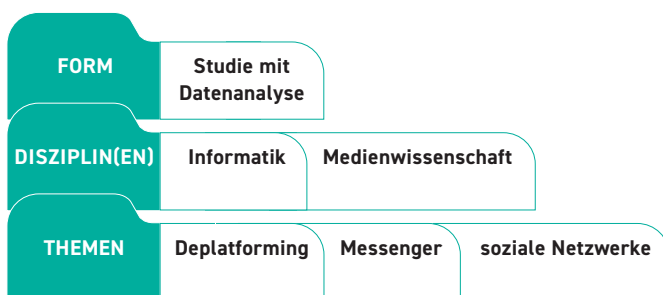 FORM Studie mit
Datenanalyse
DISZIPLIN(EN) Informatik Medienwissenschaft
THEMEN Deplatforming Messenger soziale Netzwerke